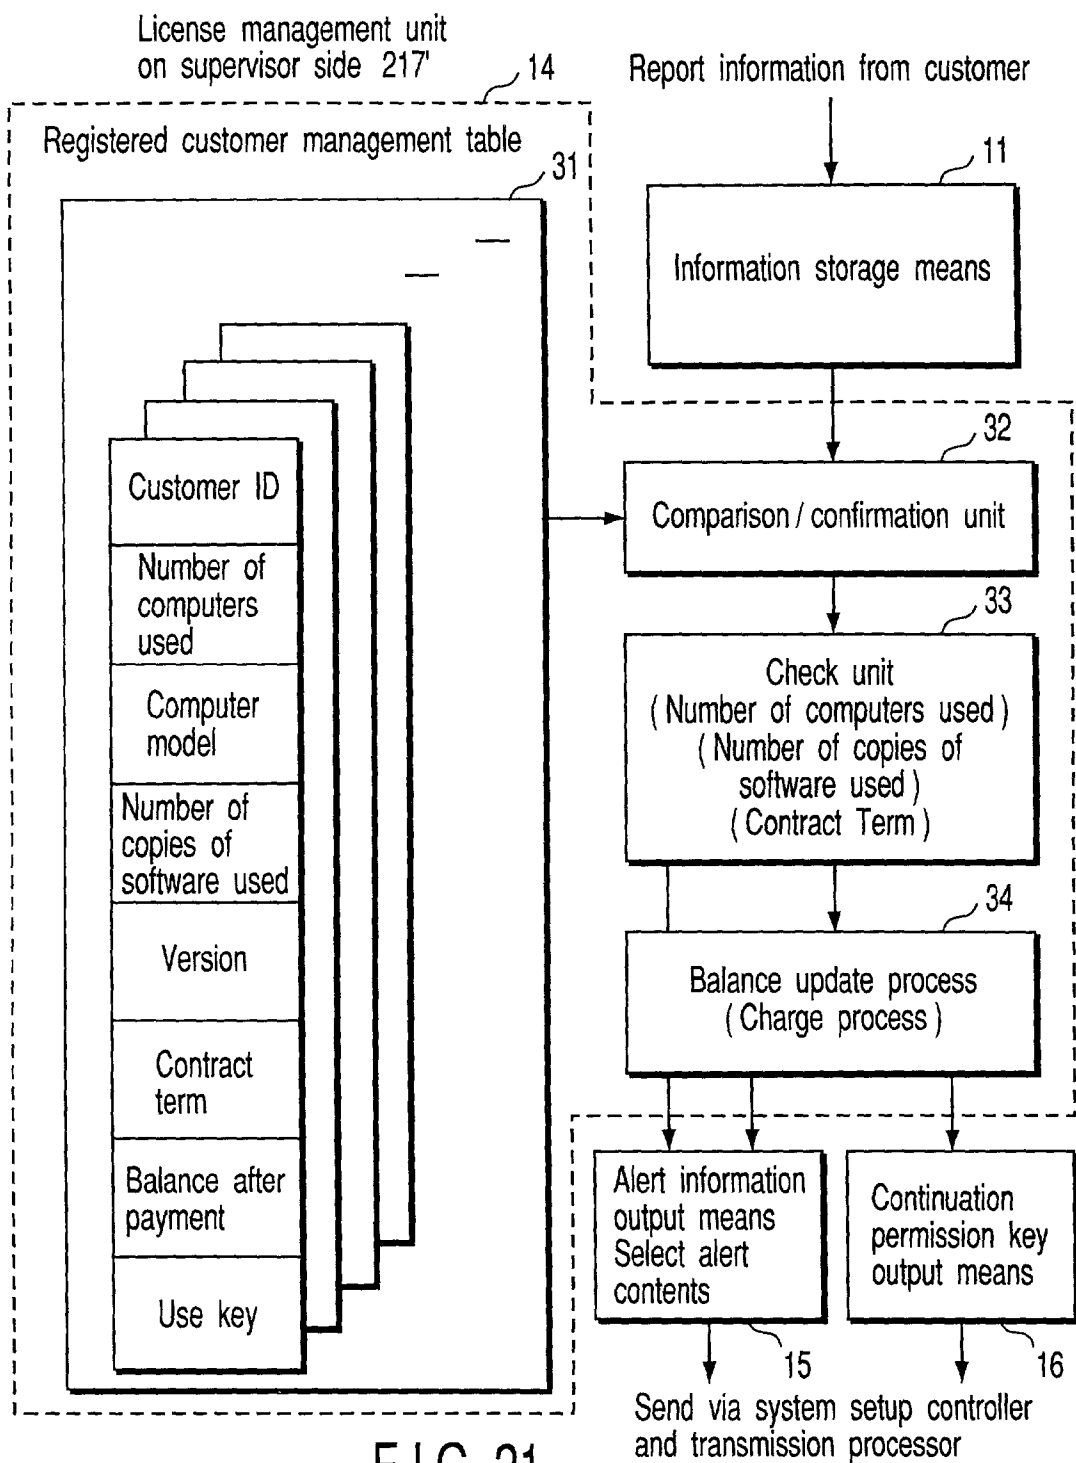 License management unit
on supervisor side 217'
14
Registered customer management table
31
Customer ID
Number of
computers
used
Computer
model
Number of
copies of
software used
Version
Contract
term
Balance after
payment
Use key
Report information from customer
11
Information storage means
32
Comparison / confirmation unit
33
Check unit
( Number of computers used )
( Number of copies of
software used )
( Contract Term )
34
Balance update process
( Charge process )
Alert information
output means
Select alert
contents
15
Continuation
permission key
output means
16
Send via system setup controller
and transmission processor
FIG. 21